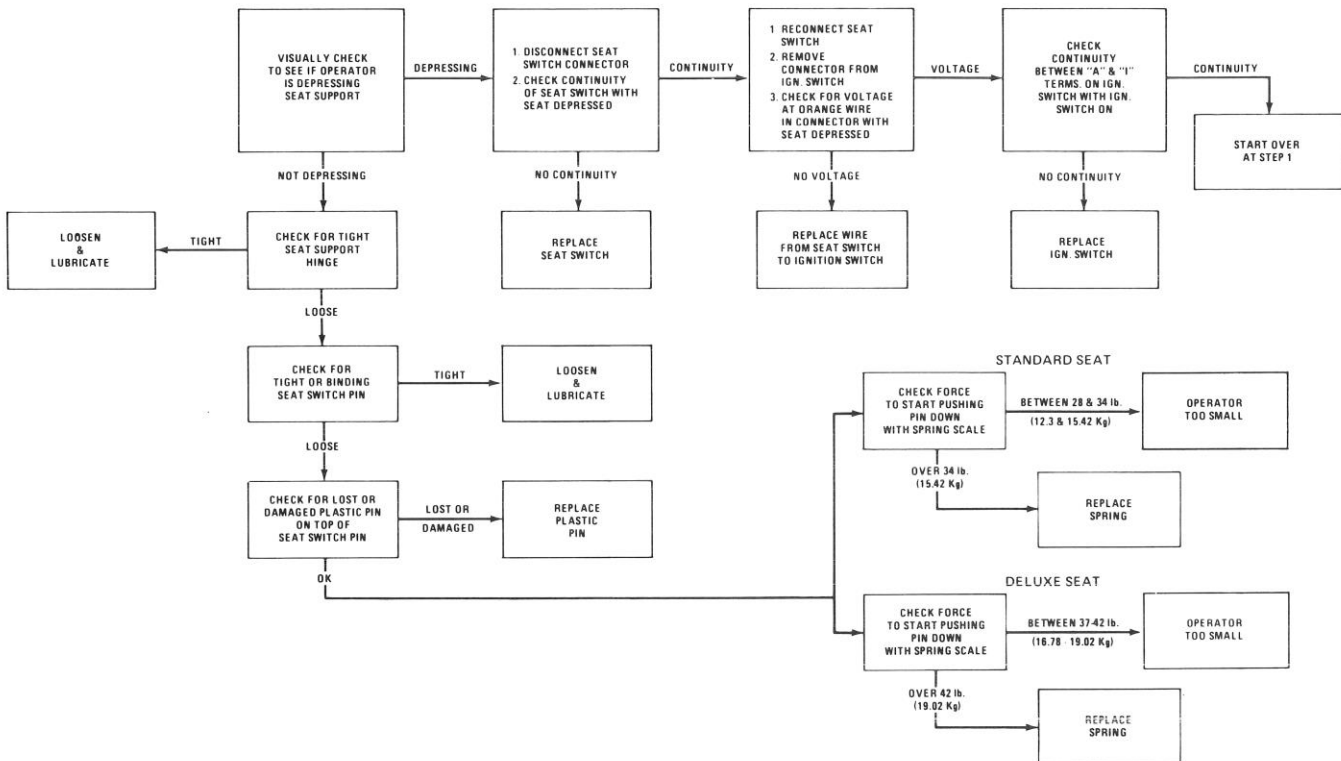 VISUALLY CHECK
TO SEE IF OPERATOR
IS DEPRESSING
SEAT SUPPORT
DEPRESSING
1. DISCONNECT SEAT
SWITCH CONNECTOR
2. CHECK CONTINUITY
OF SEAT SWITCH WITH
SEAT DEPRESSED
CONTINUITY
1 RECONNECT SEAT
SWITCH
2. REMOVE
CONNECTOR FROM
IGN. SWITCH
3. CHECK FOR VOLTAGE
AT ORANGE WIRE
IN CONNECTOR WITH
SEAT DEPRESSED
VOLTAGE
CHECK
CONTINUITY
BETWEEN "A" & "I"
TERMS. ON IGN.
SWITCH WITH IGN.
SWITCH ON
CONTINUITY
START OVER
AT STEP 1
NOT DEPRESSING
NO CONTINUITY
NO VOLTAGE
NO CONTINUITY
LOOSEN
&
LUBRICATE
TIGHT
CHECK FOR TIGHT
SEAT SUPPORT
HINGE
REPLACE
SEAT SWITCH
REPLACE WIRE
FROM SEAT SWITCH
TO IGNITION SWITCH
REPLACE
IGN. SWITCH
LOOSE
CHECK FOR
TIGHT OR BINDING
SEAT SWITCH PIN
TIGHT
LOOSEN
&
LUBRICATE
LOOSE
CHECK FOR LOST OR
DAMAGED PLASTIC PIN
ON TOP OF
SEAT SWITCH PIN
LOST OR
DAMAGED
REPLACE
PLASTIC
PIN
OK
STANDARD SEAT
CHECK FORCE
TO START PUSHING
PIN DOWN
WITH SPRING SCALE
BETWEEN 28 & 34 lb.
(12.3 & 15.42 Kg)
OPERATOR
TOO SMALL
OVER 34 lb.
(15.42 Kg)
REPLACE
SPRING
DELUXE SEAT
CHECK FORCE
TO START PUSHING
PIN DOWN
WITH SPRING SCALE
BETWEEN 37-42 lb.
(16.78 - 19.02 Kg)
OPERATOR
TOO SMALL
OVER 42 lb.
(19.02 Kg)
REPLACE
SPRING